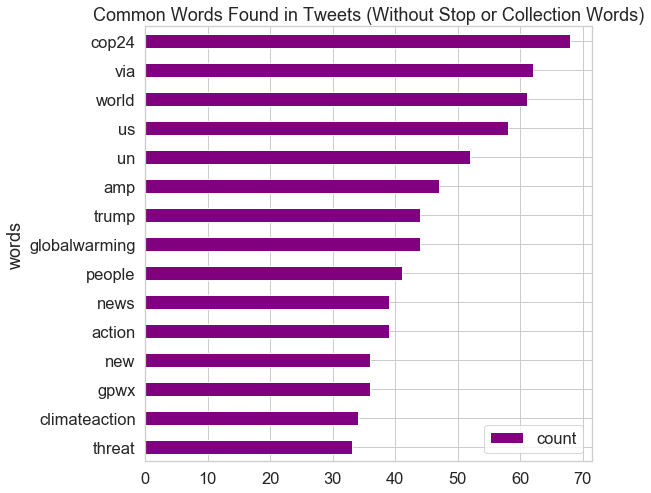 Common Words Found in Tweets (Without Stop or Collection Words)
words
cop24
via
world
us
un
amp
trump
globalwarming
people
news
action
new
gpwx
climateaction
threat
count
0 10 20 30 40 50 60 70